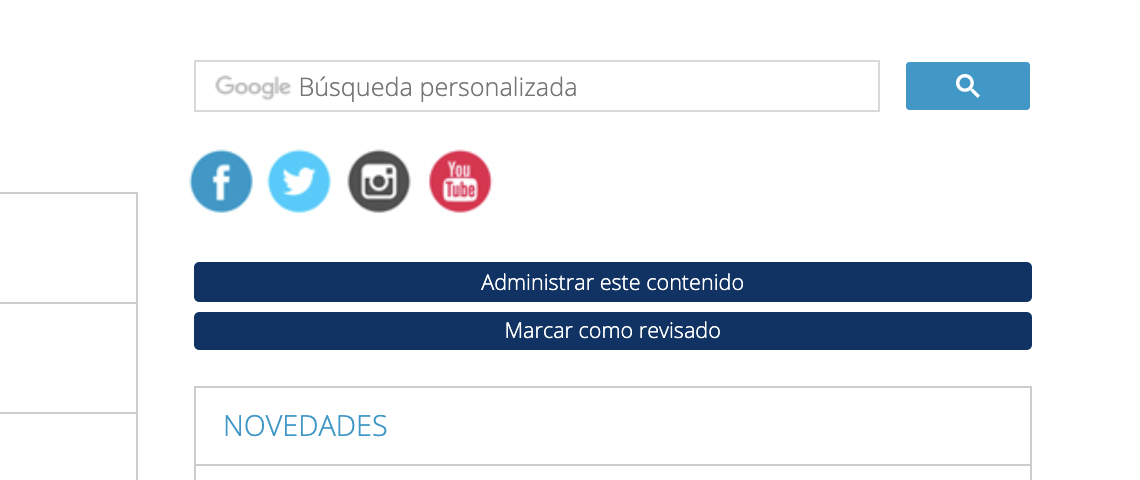 Google Búsqueda personalizada
f
You
Tube
Administrar este contenido
Marcar como revisado
NOVEDADES